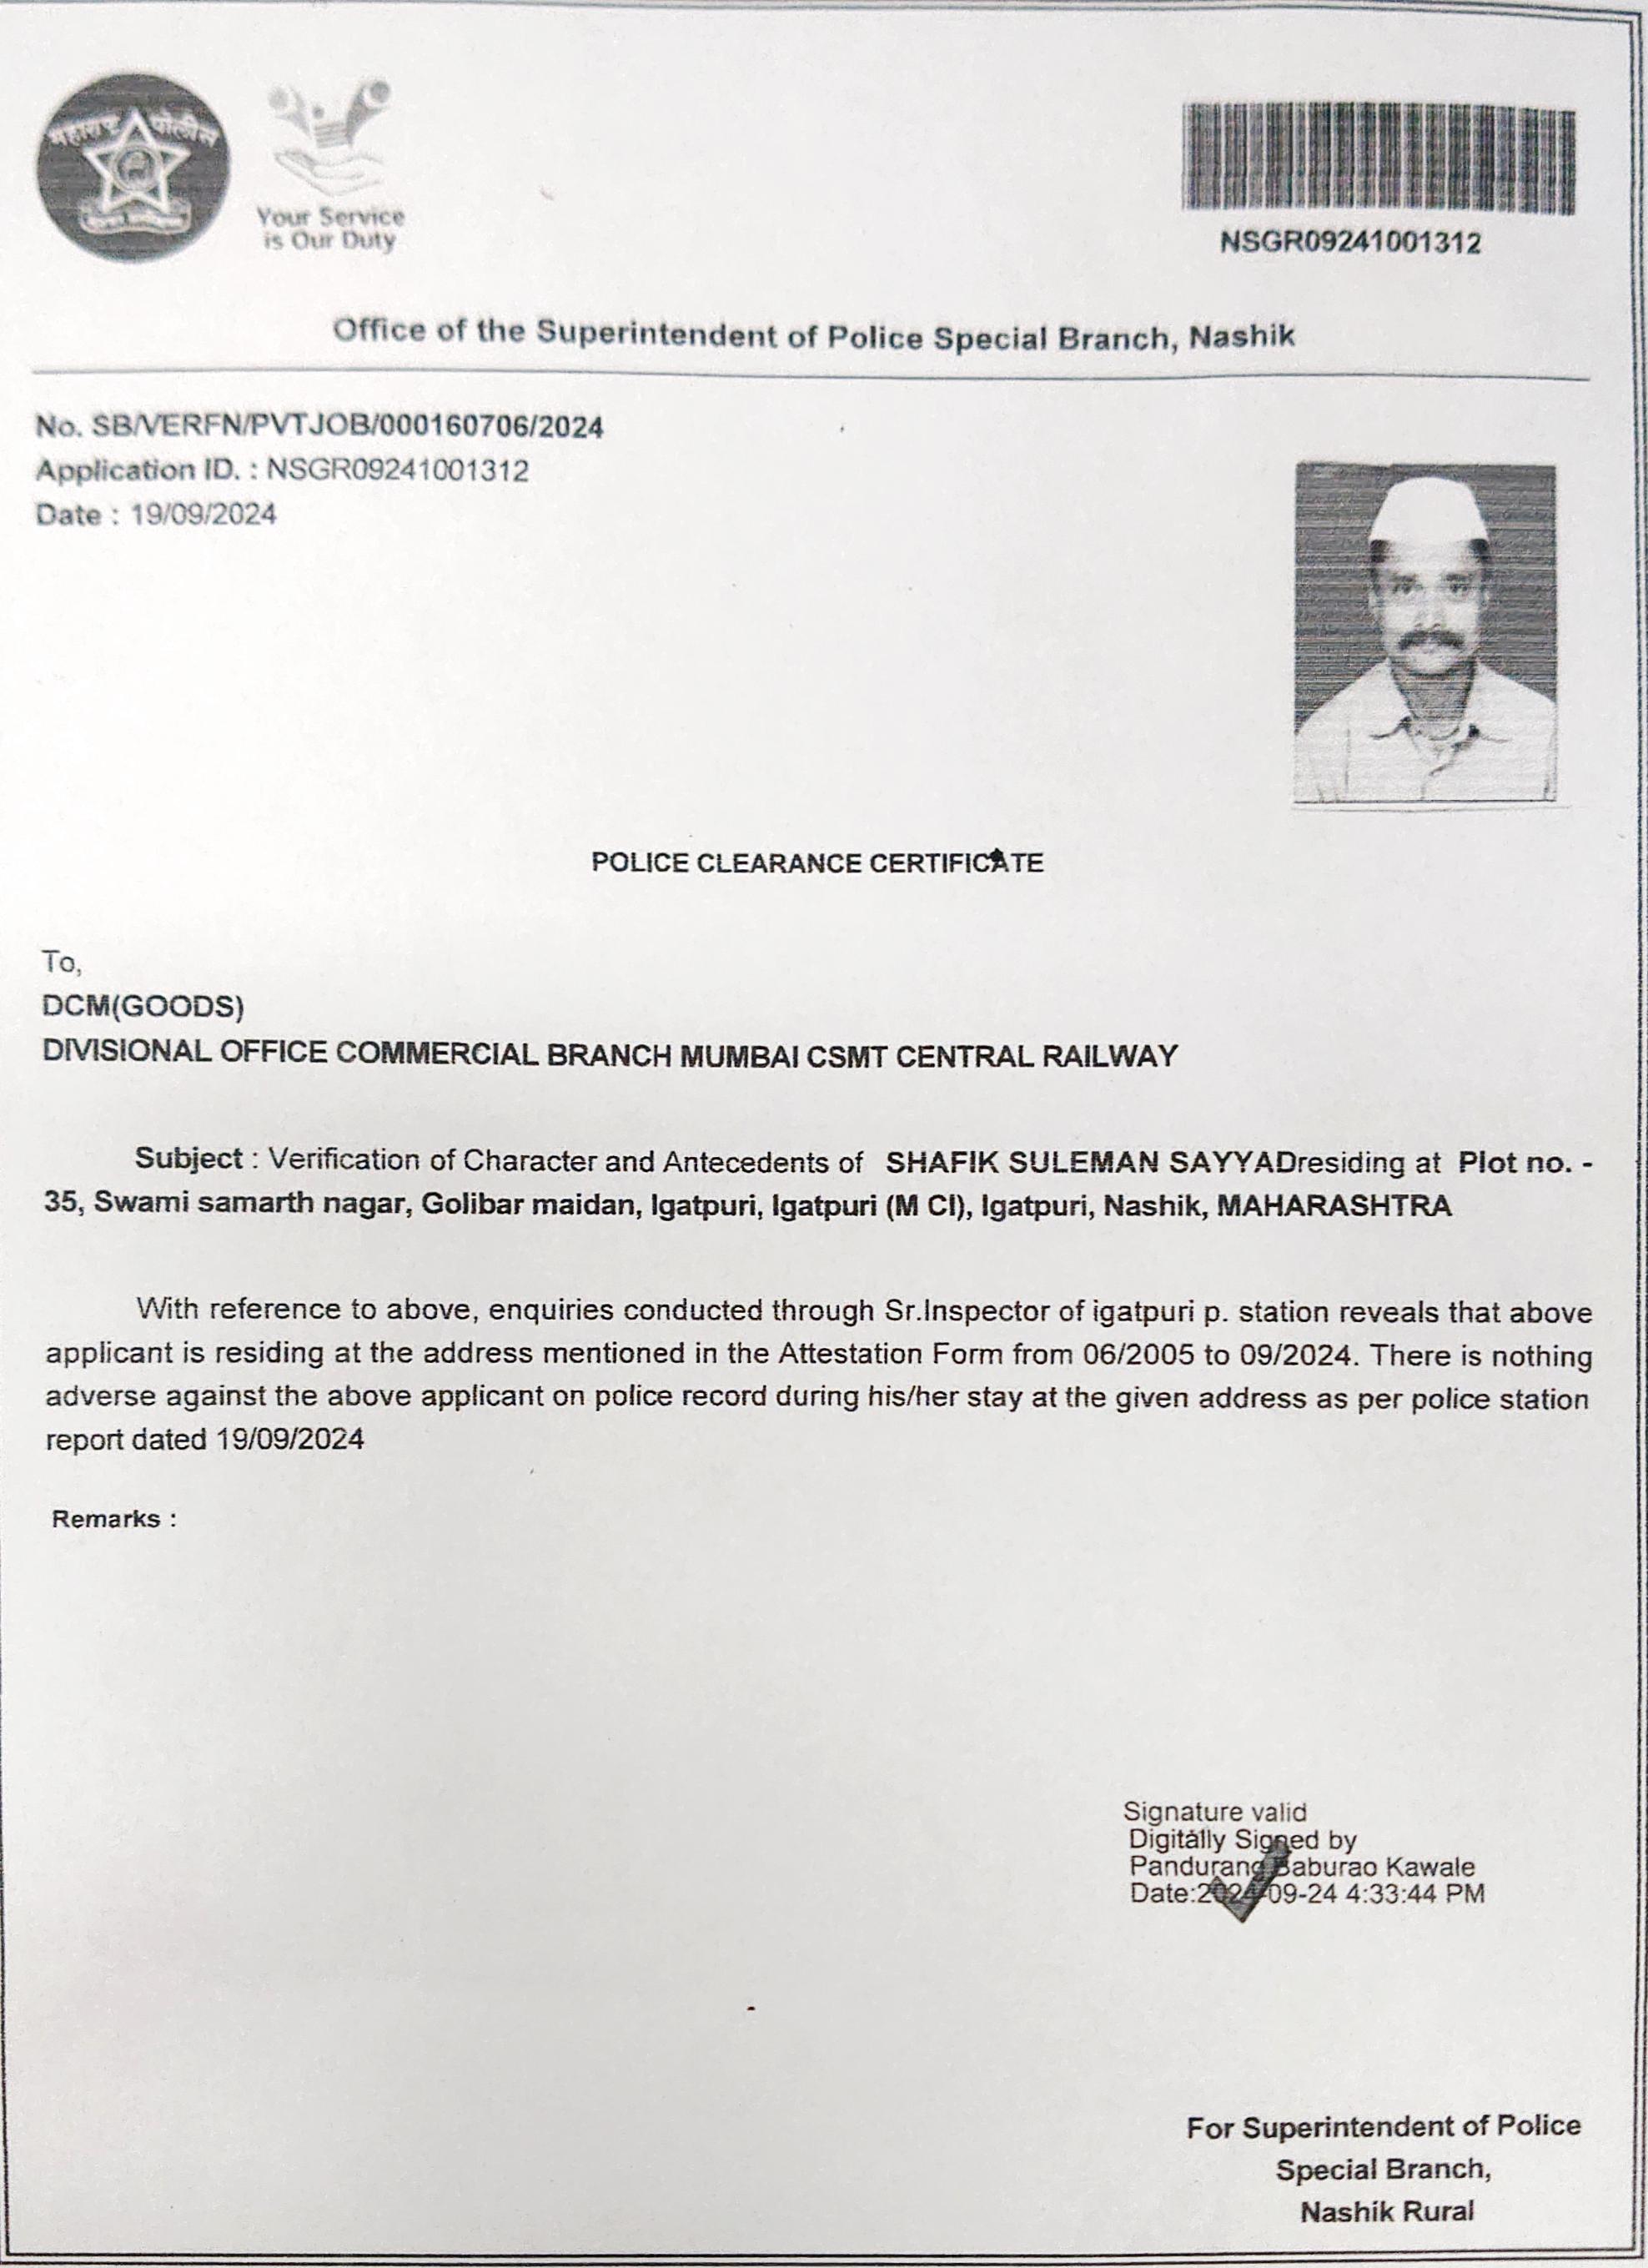 महाराष्ट्र पोलीस
Your Service
is Our Duty
NSGR09241001312
Office of the Superintendent of Police Special Branch, Nashik
No. SB/VERFN/PVTJOB/000160706/2024
Application ID. : NSGR09241001312
Date : 19/09/2024
POLICE CLEARANCE CERTIFICATE
To,
DCM(GOODS)
DIVISIONAL OFFICE COMMERCIAL BRANCH MUMBAI CSMT CENTRAL RAILWAY
Subject : Verification of Character and Antecedents of SHAFIK SULEMAN SAYYADresiding at Plot no. -
35, Swami samarth nagar, Golibar maidan, Igatpuri, Igatpuri (M Cl), Igatpuri, Nashik, MAHARASHTRA
With reference to above, enquiries conducted through Sr.Inspector of igatpuri p. station reveals that above
applicant is residing at the address mentioned in the Attestation Form from 06/2005 to 09/2024. There is nothing
adverse against the above applicant on police record during his/her stay at the given address as per police station
report dated 19/09/2024
Remarks :
Signature valid
Digitally Signed by
Pandurang Baburao Kawale
Date:2024-09-24 4:33:44 PM
For Superintendent of Police
Special Branch,
Nashik Rural